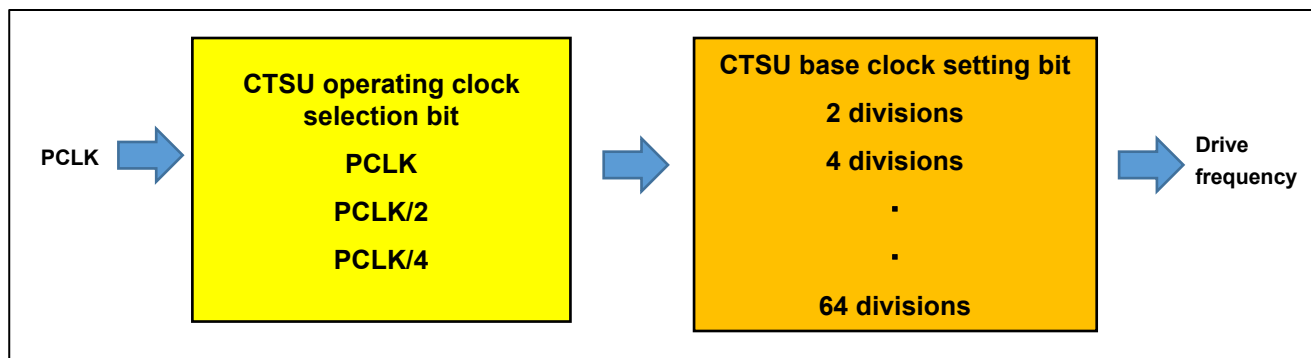 PCLK
CTSU operating clock
selection bit
PCLK
PCLK/2
PCLK/4
CTSU base clock setting bit
2 divisions
4 divisions
.
.
64 divisions
Drive
frequency